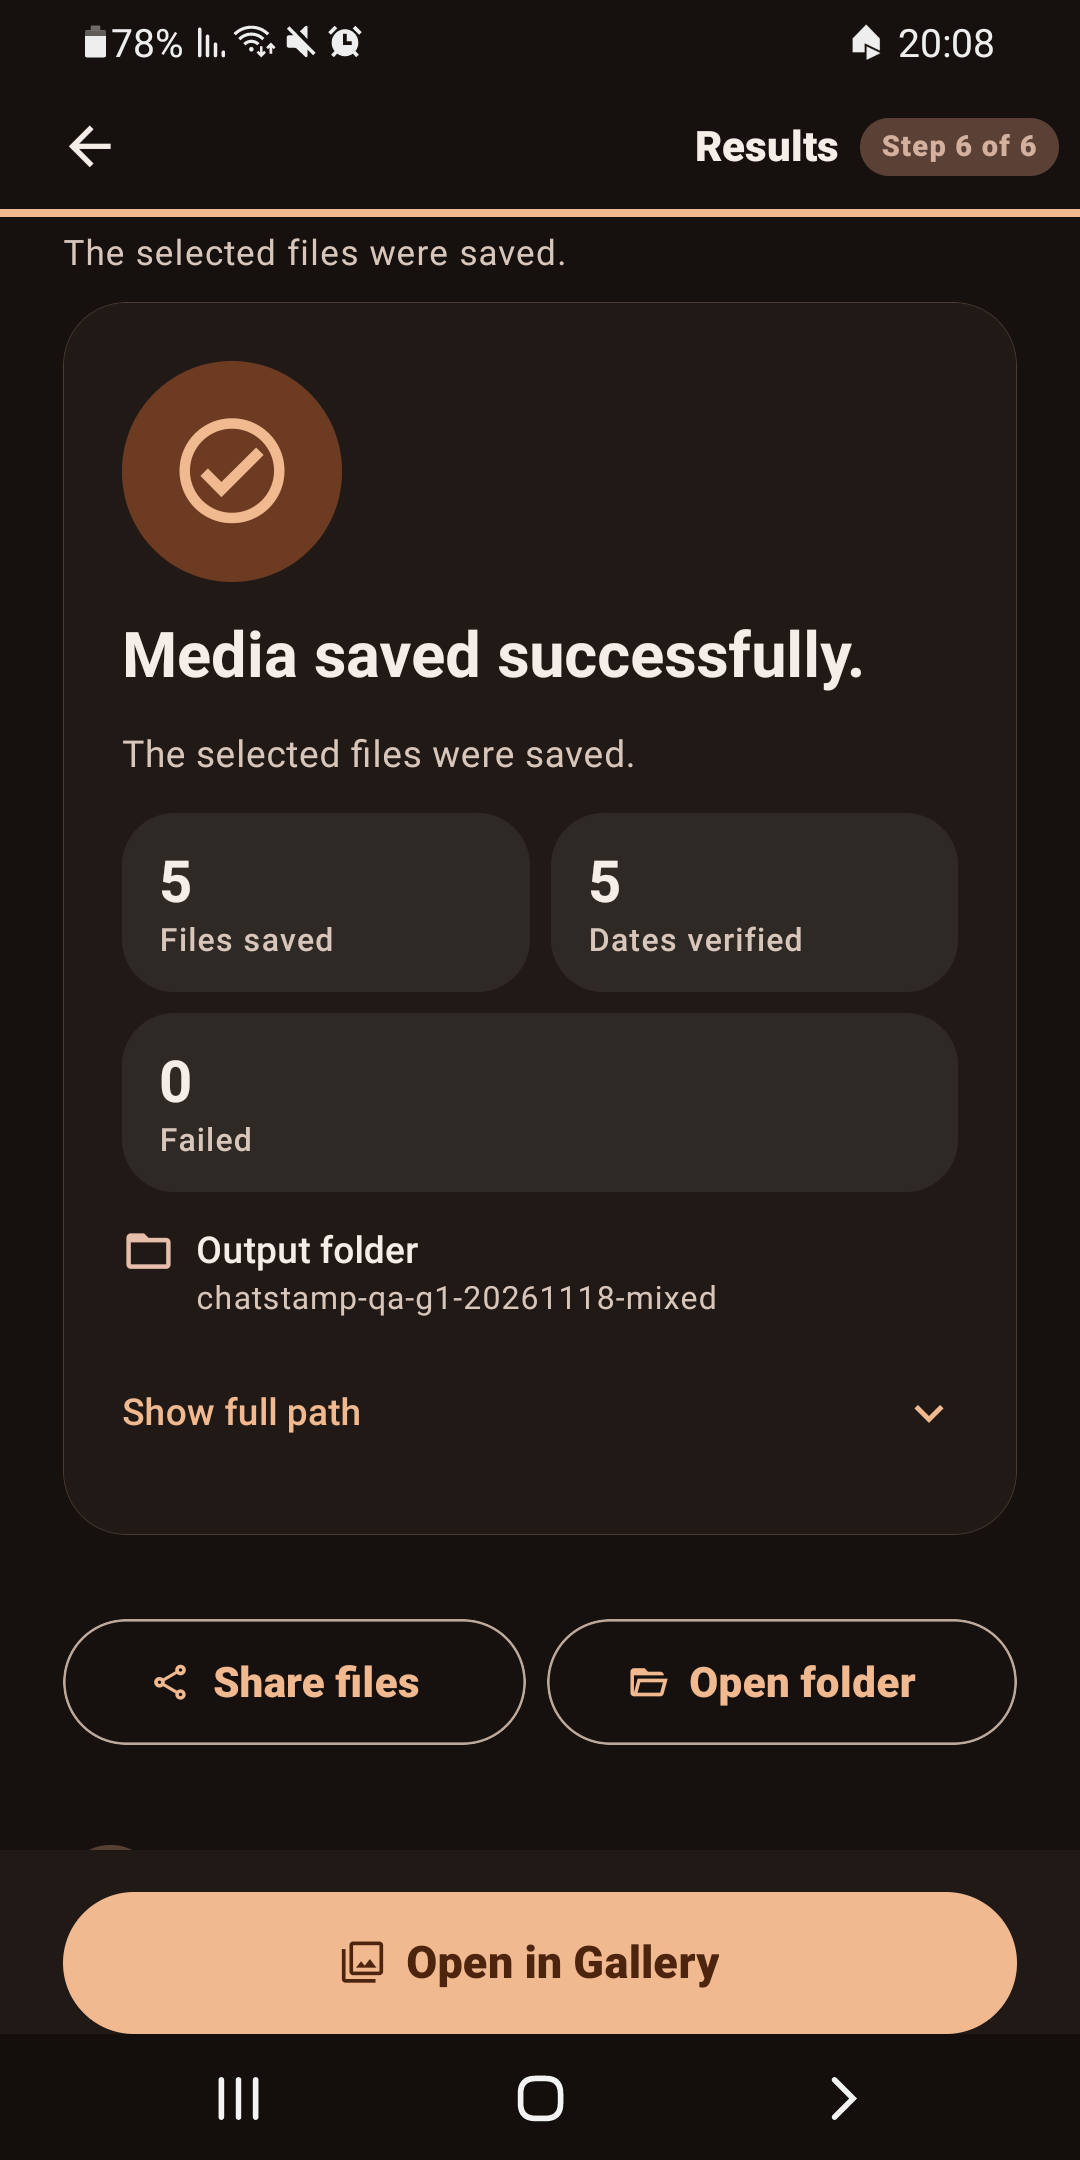 78%
20:08
Results
Step 6 of 6
The selected files were saved.
Media saved successfully.
The selected files were saved.
5
Files saved
5
Dates verified
0
Failed
Output folder
chatstamp-qa-g1-20261118-mixed
Show full path
Share files
Open folder
Open in Gallery